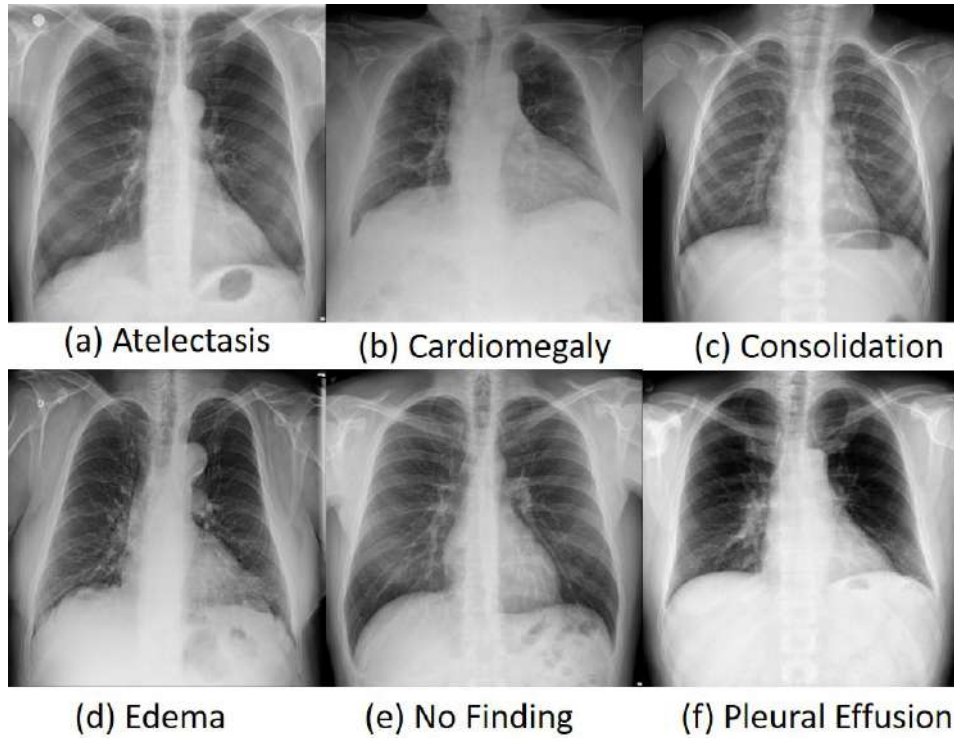 (a) Atelectasis
(b) Cardiomegaly
(c) Consolidation
(d) Edema
(e) No Finding
(f) Pleural Effusion